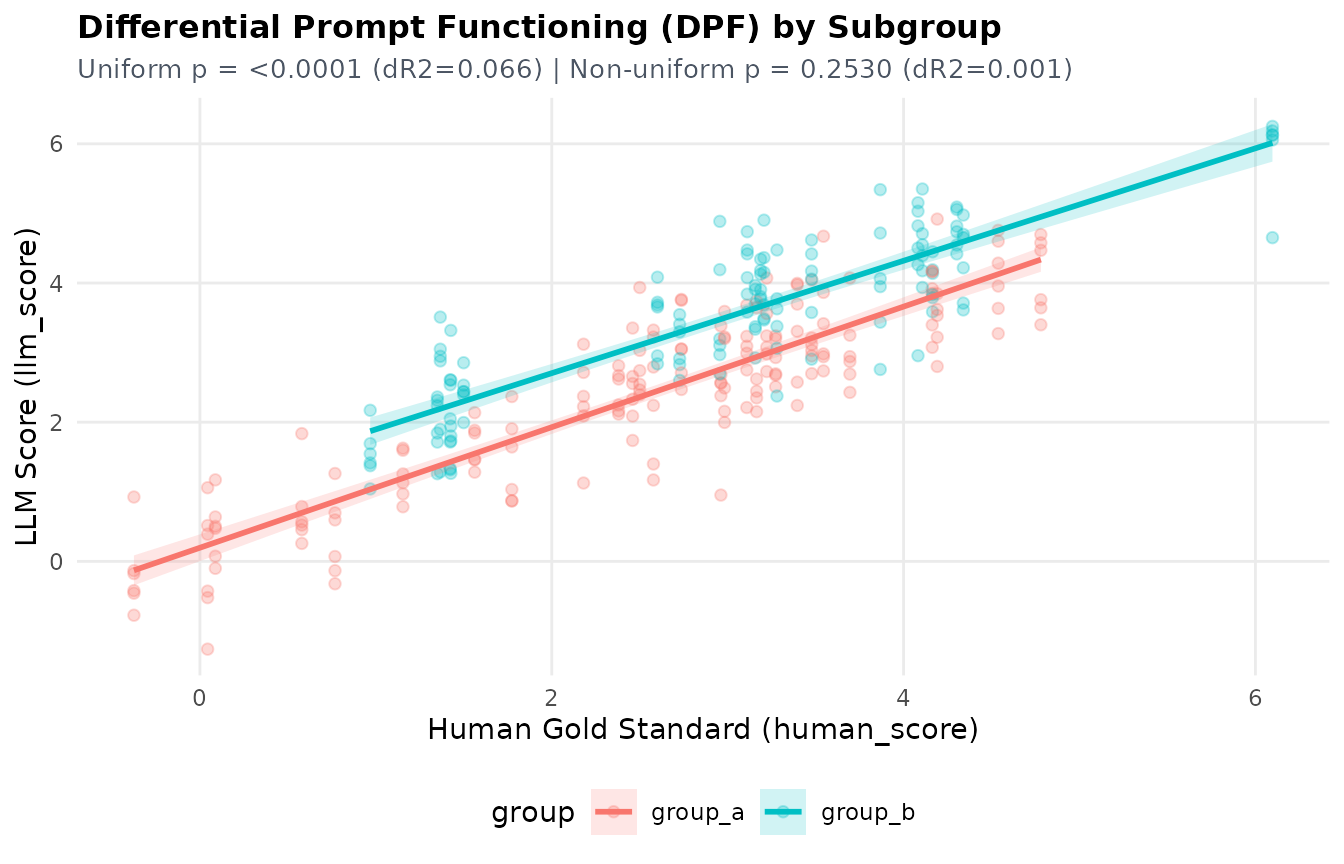 Differential Prompt Functioning (DPF) by Subgroup
Uniform p = <0.0001 (dR2=0.066) | Non-uniform p = 0.2530 (dR2=0.001)
6
4
2
0
LLM Score (llm_score)
0 2 4 6
Human Gold Standard (human_score)
group group_a group_b